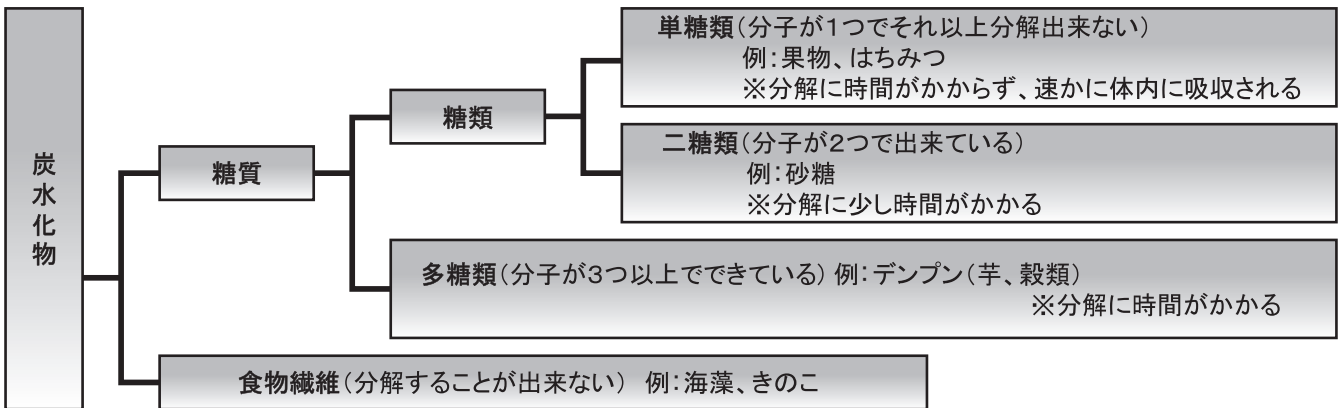 炭水化物
糖質
糖類
単糖類(分子が1つでそれ以上分解出来ない)
例:果物、はちみつ
※分解に時間がかからず、速かに体内に吸収される
二糖類(分子が2つで出来ている)
例:砂糖
※分解に少し時間がかかる
多糖類(分子が3つ以上でできている) 例:デンプン(芋、穀類)
※分解に時間がかかる
食物繊維(分解することが出来ない) 例:海藻、きのこ